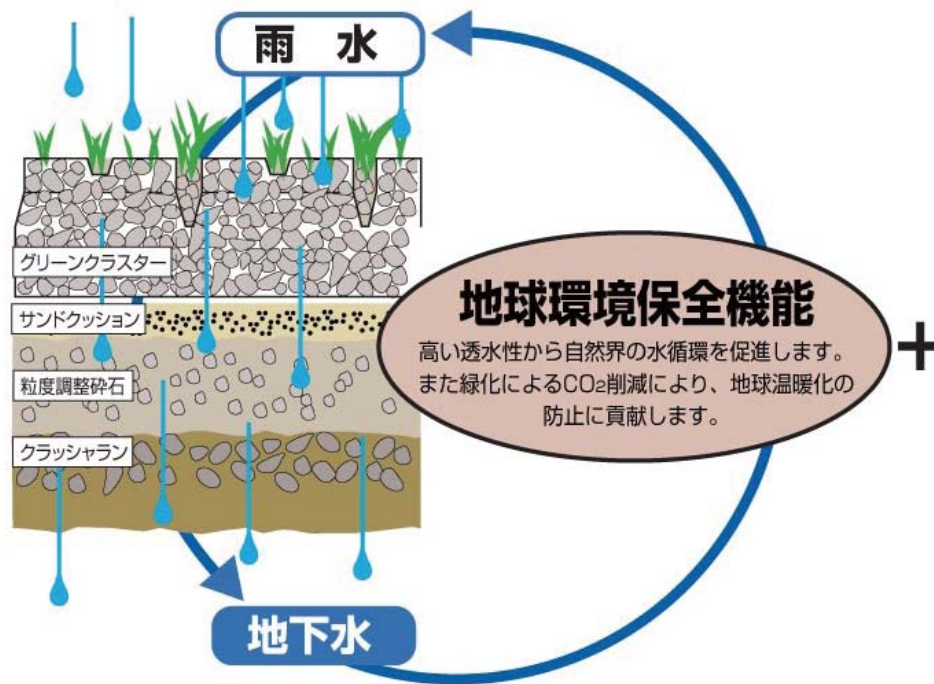 雨 水
グリーンクラスター
サンドクッション
粒度調整砕石
クラッシャラン
地球環境保全機能
高い透水性から自然界の水循環を促進します。
また緑化によるCO₂削減により、地球温暖化の
防止に貢献します。
+
地下水